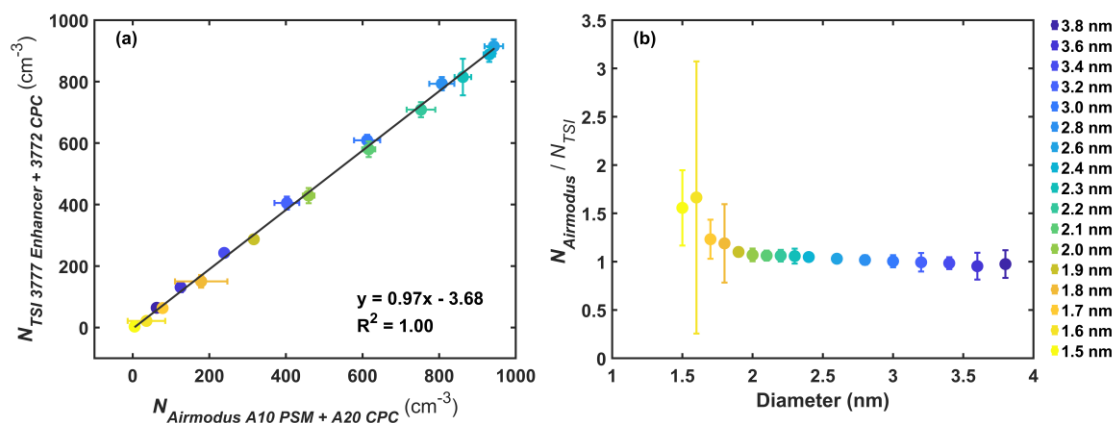 (a)
N_TSI 3777 Enhancer + 3772 CPC (cm⁻³)
1000
800
600
400
200
0
y = 0.97x - 3.68
R² = 1.00
0 200 400 600 800 1000
N_Airmodus A10 PSM + A20 CPC (cm⁻³)
(b)
N_Airmodus / N_TSI
3.5
3
2.5
2
1.5
1
0.5
0
1 1.5 2 2.5 3 3.5 4
Diameter (nm)
3.8 nm
3.6 nm
3.4 nm
3.2 nm
3.0 nm
2.8 nm
2.6 nm
2.4 nm
2.3 nm
2.2 nm
2.1 nm
2.0 nm
1.9 nm
1.8 nm
1.7 nm
1.6 nm
1.5 nm